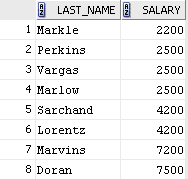 LAST_NAME SALARY
1 Markle 2200
2 Perkins 2500
3 Vargas 2500
4 Marlow 2500
5 Sarchand 4200
6 Lorentz 4200
7 Marvins 7200
8 Doran 7500